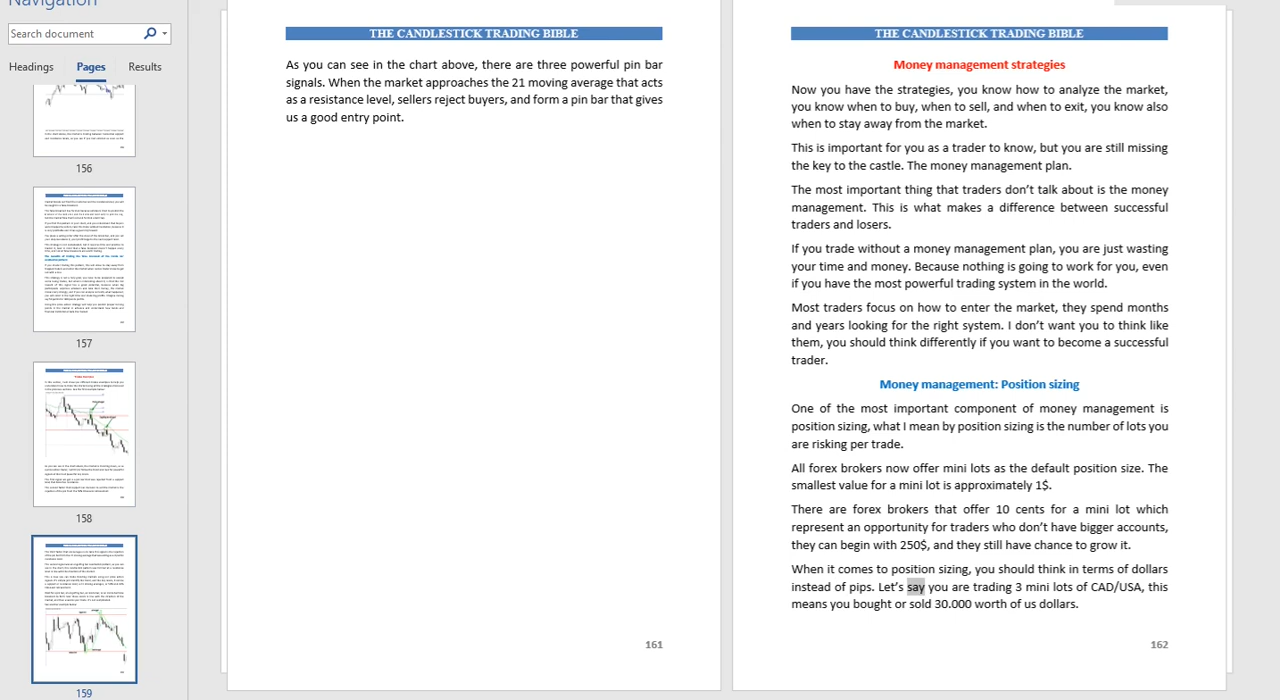 Navigation
Search document
Headings Pages Results
156
157
158
159
THE CANDLESTICK TRADING BIBLE
As you can see in the chart above, there are three powerful pin bar
signals. When the market approaches the 21 moving average that acts
as a resistance level, sellers reject buyers, and form a pin bar that gives
us a good entry point.
161
THE CANDLESTICK TRADING BIBLE
Money management strategies
Now you have the strategies, you know how to analyze the market,
you know when to buy, when to sell, and when to exit, you know also
when to stay away from the market.
This is important for you as a trader to know, but you are still missing
the key to the castle. The money management plan.
The most important thing that traders don’t talk about is the money
management. This is what makes a difference between successful
traders and losers.
If you trade without a money management plan, you are just wasting
your time and money. Because nothing is going to work for you, even
if you have the most powerful trading system in the world.
Most traders focus on how to enter the market, they spend months
and years looking for the right system. I don’t want you to think like
them, you should think differently if you want to become a successful
trader.
Money management: Position sizing
One of the most important component of money management is
position sizing, what I mean by position sizing is the number of lots you
are risking per trade.
All forex brokers now offer mini lots as the default position size. The
smallest value for a mini lot is approximately 1$.
There are forex brokers that offer 10 cents for a mini lot which
represent an opportunity for traders who don’t have bigger accounts,
they can begin with 250$, and they still have chance to grow it.
When it comes to position sizing, you should think in terms of dollars
instead of pips. Let’s say you are trading 3 mini lots of CAD/USA, this
means you bought or sold 30.000 worth of us dollars.
162